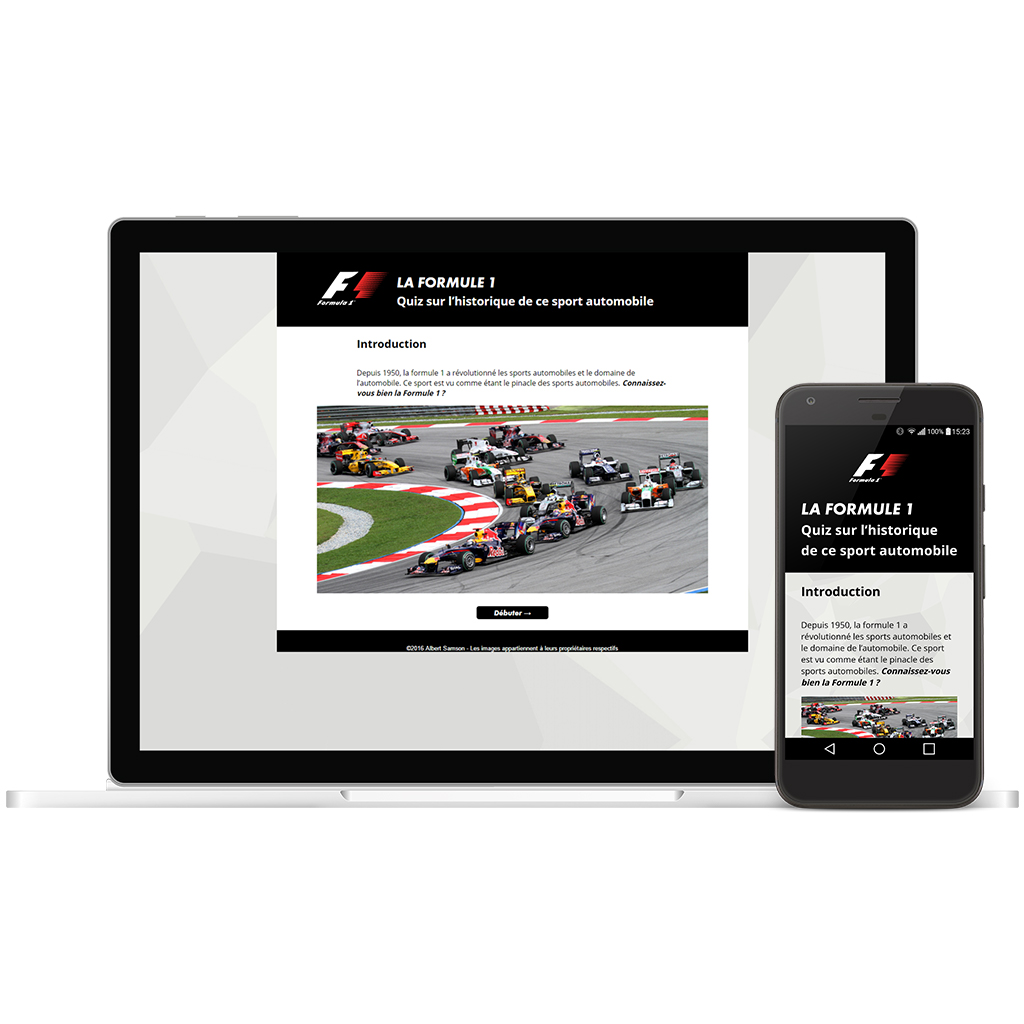 Formula 1
LA FORMULE 1
Quiz sur l'historique de ce sport automobile
Introduction
Depuis 1950, la formule 1 a révolutionné les sports automobiles et le domaine de
l'automobile. Ce sport est vu comme étant le pinacle des sports automobiles. Connaissez-
vous bien la Formule 1 ?
Débuter →
©2016 Albert Samson - Les images appartiennent à leurs propriétaires respectifs
100% 15:23
Formula 1
LA FORMULE 1
Quiz sur l'historique
de ce sport automobile
Introduction
Depuis 1950, la formule 1 a
révolutionné les sports automobiles et
le domaine de l'automobile. Ce sport
est vu comme étant le pinacle des
sports automobiles. Connaissez-vous
bien la Formule 1 ?